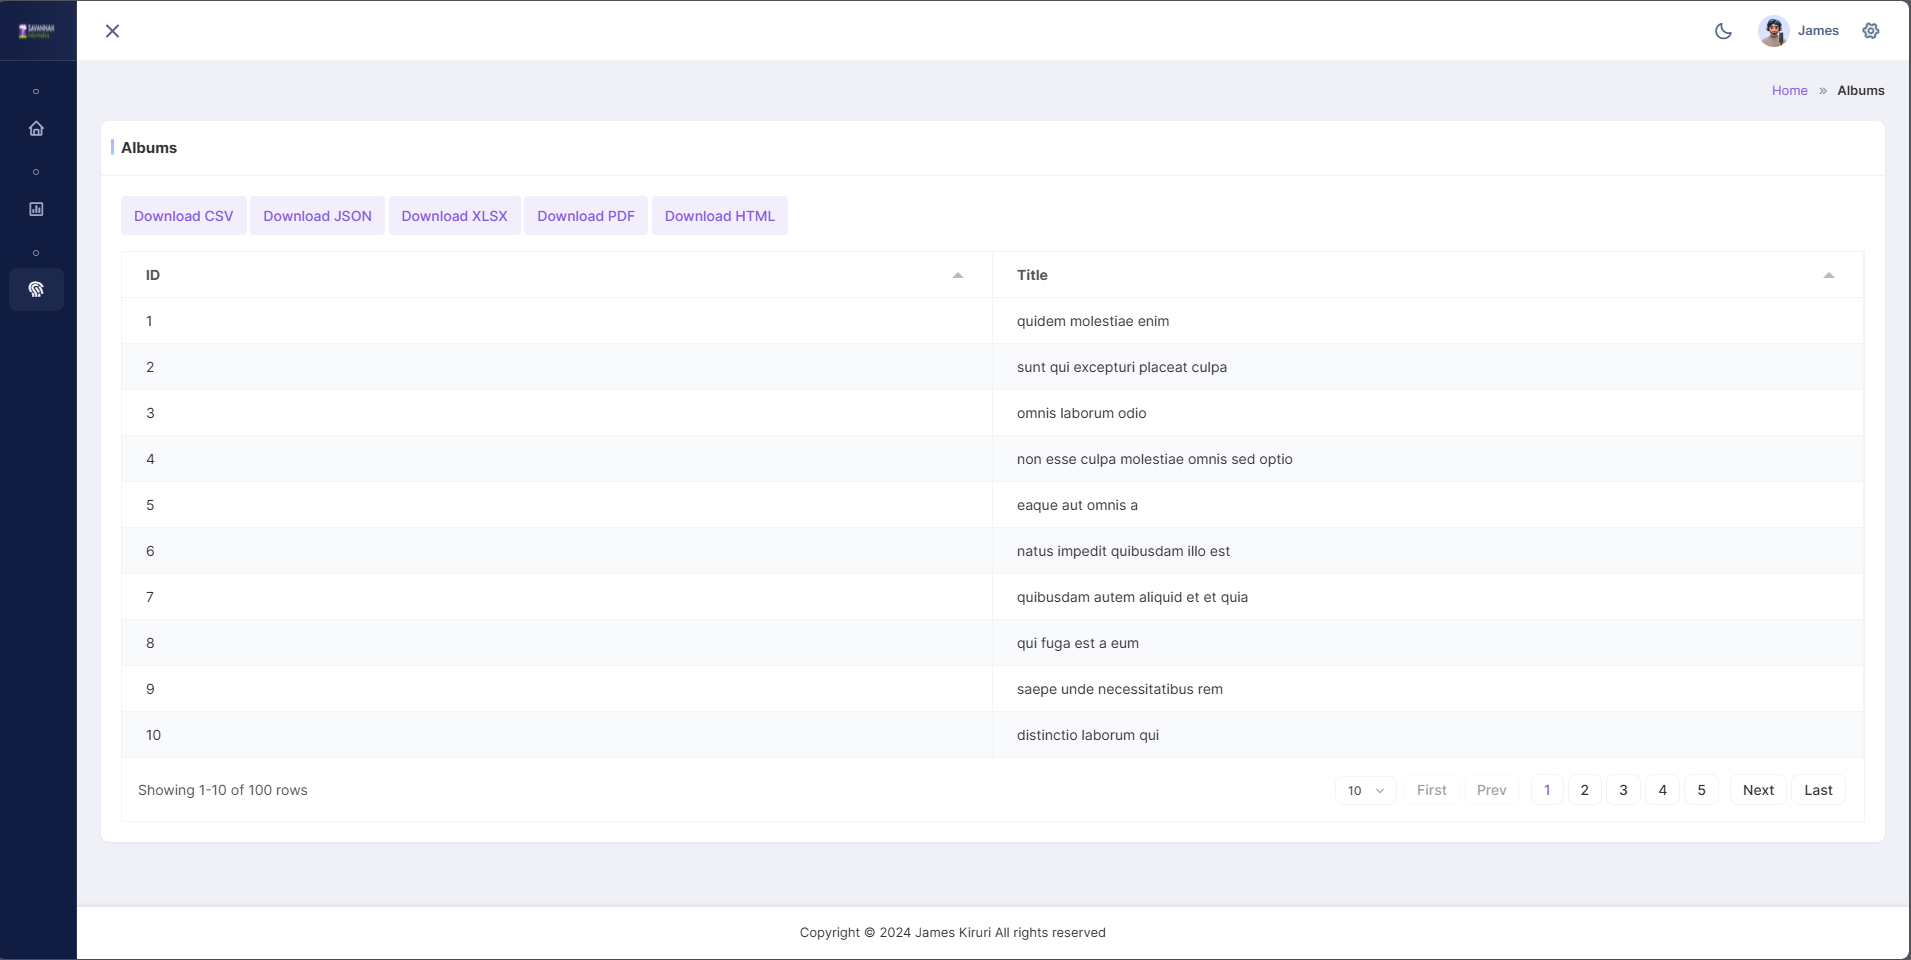 SAVANNAH
James
Home » Albums
Albums
Download CSV Download JSON Download XLSX Download PDF Download HTML
ID Title
1 quidem molestiae enim
2 sunt qui excepturi placeat culpa
3 omnis laborum odio
4 non esse culpa molestiae omnis sed optio
5 eaque aut omnis a
6 natus impedit quibusdam illo est
7 quibusdam autem aliquid et et quia
8 qui fuga est a eum
9 saepe unde necessitatibus rem
10 distinctio laborum qui
Showing 1-10 of 100 rows 10 First Prev 1 2 3 4 5 Next Last
Copyright © 2024 James Kiruri All rights reserved